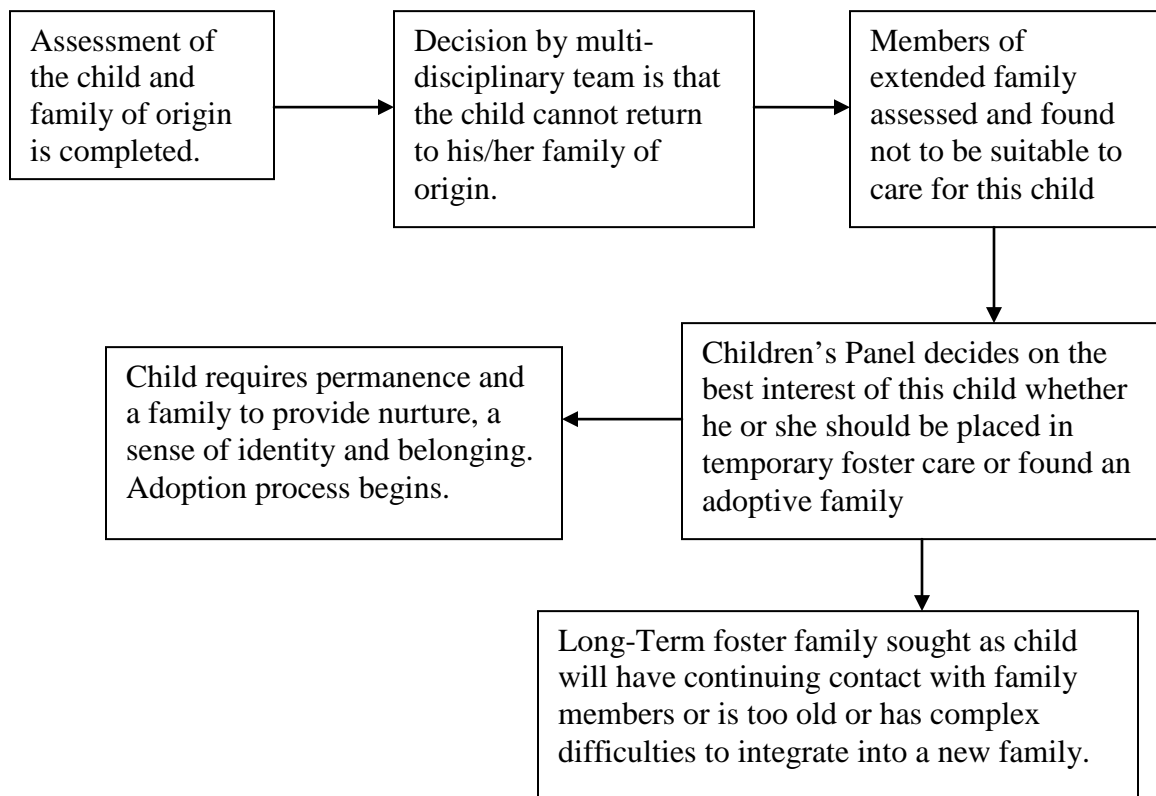 Assessment of
the child and
family of origin
is completed.
Decision by multi-
disciplinary team is that
the child cannot return
to his/her family of
origin.
Members of
extended family
assessed and found
not to be suitable to
care for this child
Children’s Panel decides on the
best interest of this child whether
he or she should be placed in
temporary foster care or found an
adoptive family
Child requires permanence and
a family to provide nurture, a
sense of identity and belonging.
Adoption process begins.
Long-Term foster family sought as child
will have continuing contact with family
members or is too old or has complex
difficulties to integrate into a new family.